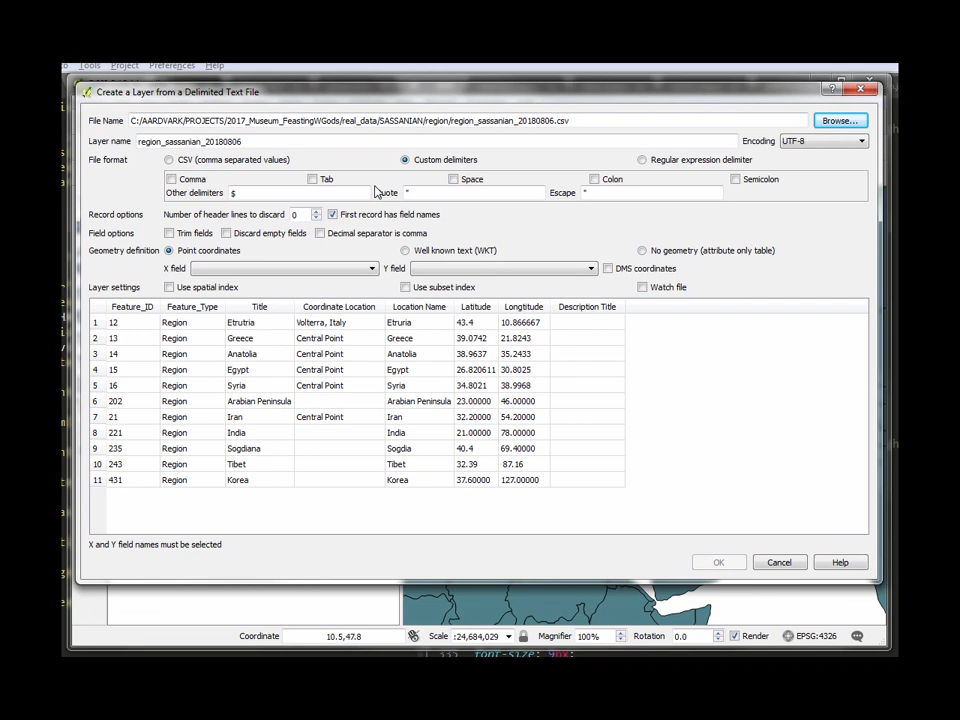 Tools Project Preferences Help
Create a Layer from a Delimited Text File
File Name C:/AARDVARK/PROJECTS/2017_Museum_FeastingWGods/real_data/SASSANIAN/region/region_sassanian_20180806.csv Browse...
Layer name region_sassanian_20180806 Encoding UTF-8
File format CSV (comma separated values) Custom delimiters Regular expression delimiter
Comma Tab Space Colon Semicolon
Other delimiters $ uote " Escape "
Record options Number of header lines to discard 0 First record has field names
Field options Trim fields Discard empty fields Decimal separator is comma
Geometry definition Point coordinates Well known text (WKT) No geometry (attribute only table)
X field Y field DMS coordinates
Layer settings Use spatial index Use subset index Watch file
Feature_ID Feature_Type Title Coordinate Location Location Name Latitude Longtitude Description Title
1 12 Region Etrutria Volterra, Italy Etruria 43.4 10.866667
2 13 Region Greece Central Point Greece 39.0742 21.8243
3 14 Region Anatolia Central Point Anatolia 38.9637 35.2433
4 15 Region Egypt Central Point Egypt 26.820611 30.8025
5 16 Region Syria Central Point Syria 34.8021 38.9968
6 202 Region Arabian Peninsula Arabian Peninsula 23.00000 46.00000
7 21 Region Iran Central Point Iran 32.20000 54.20000
8 221 Region India India 21.00000 78.00000
9 235 Region Sogdiana Sogdia 40.4 69.40000
10 243 Region Tibet Tibet 32.39 87.16
11 431 Region Korea Korea 37.60000 127.00000
X and Y field names must be selected
OK Cancel Help
Coordinate 10.5,47.8 Scale :24,684,029 Magnifier 100% Rotation 0.0 Render EPSG:4326
335 font-size: 9px;